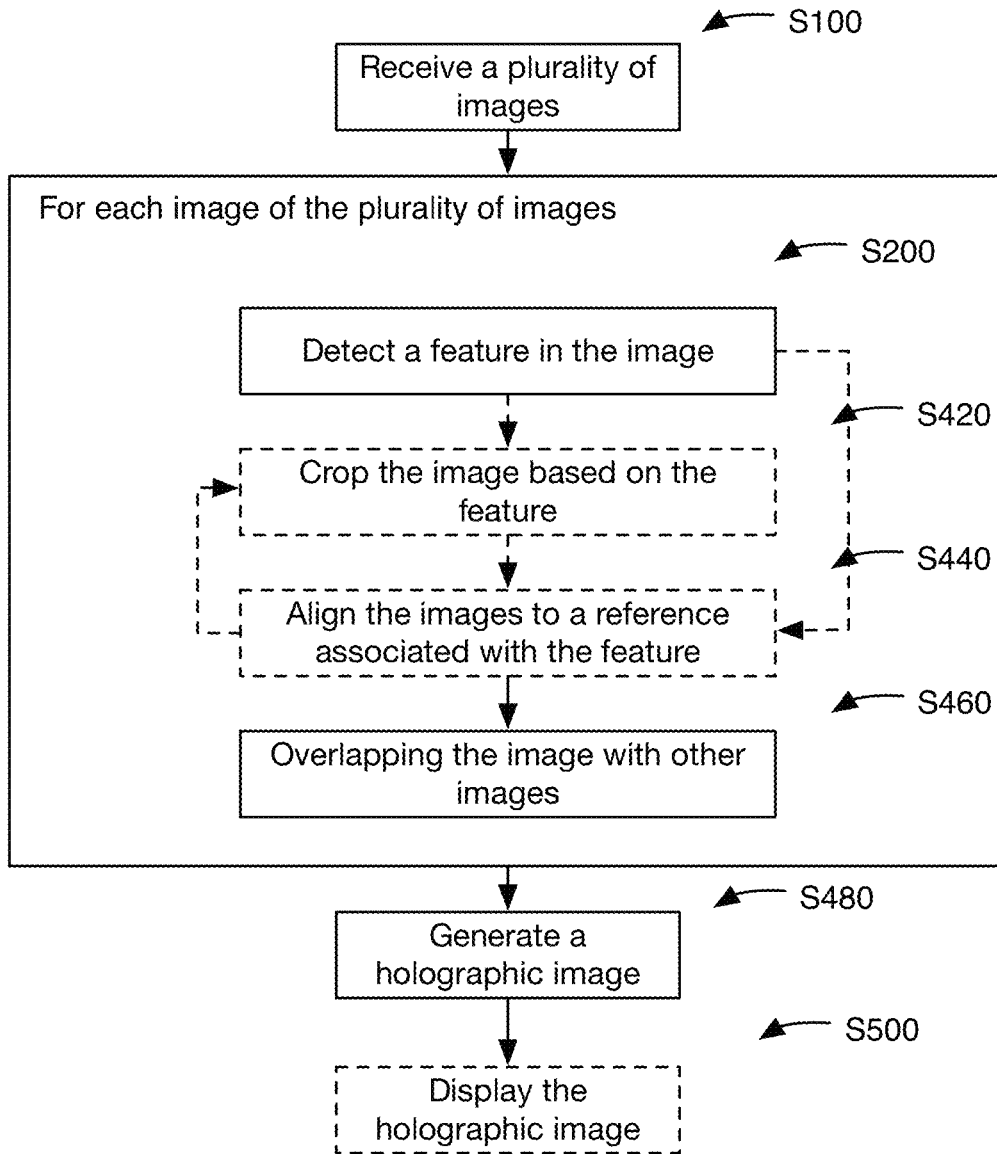 S100
Receive a plurality of
images
For each image of the plurality of images
S200
Detect a feature in the image
S420
Crop the image based on the
feature
S440
Align the images to a reference
associated with the feature
S460
Overlapping the image with other
images
S480
Generate a
holographic image
S500
Display the
holographic image